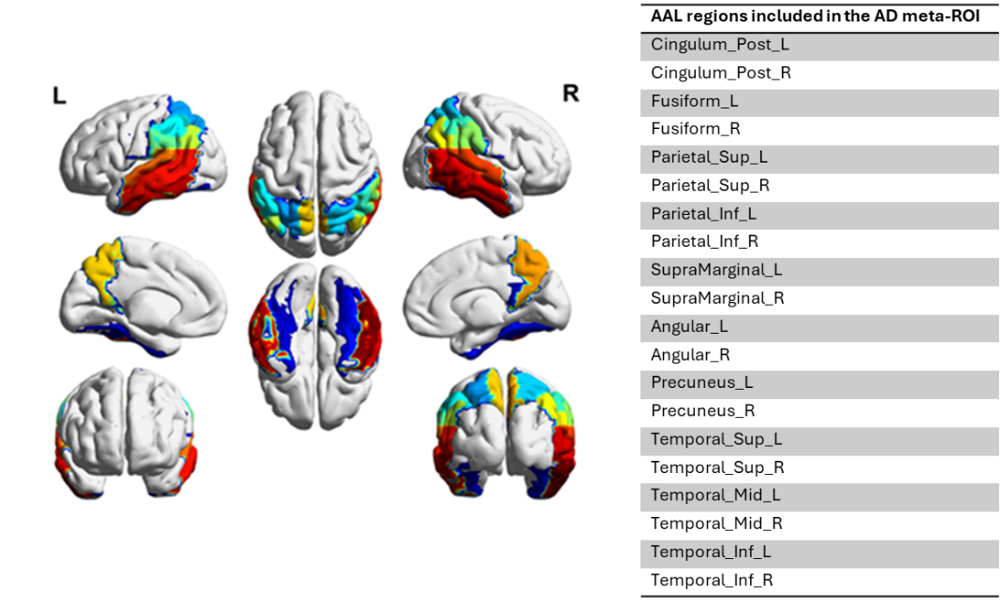 L
R
AAL regions included in the AD meta-ROI
Cingulum_Post_L
Cingulum_Post_R
Fusiform_L
Fusiform_R
Parietal_Sup_L
Parietal_Sup_R
Parietal_Inf_L
Parietal_Inf_R
SupraMarginal_L
SupraMarginal_R
Angular_L
Angular_R
Precuneus_L
Precuneus_R
Temporal_Sup_L
Temporal_Sup_R
Temporal_Mid_L
Temporal_Mid_R
Temporal_Inf_L
Temporal_Inf_R